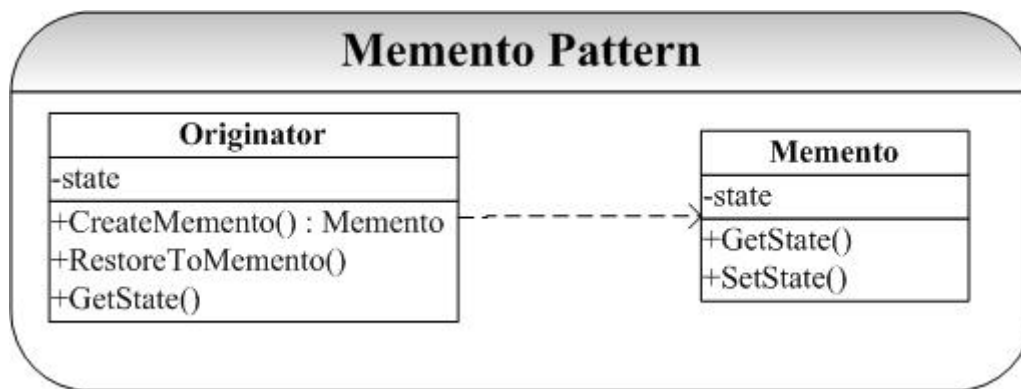 Memento Pattern
Originator
-state
+CreateMemento() : Memento
+RestoreToMemento()
+GetState()
Memento
-state
+GetState()
+SetState()